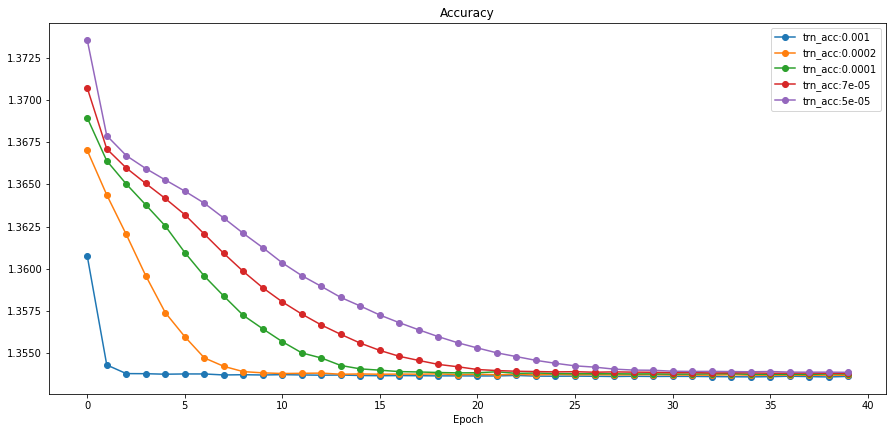 Accuracy
trn_acc:0.001
trn_acc:0.0002
trn_acc:0.0001
trn_acc:7e-05
trn_acc:5e-05
1.3725
1.3700
1.3675
1.3650
1.3625
1.3600
1.3575
1.3550
0 5 10 15 20 25 30 35 40
Epoch